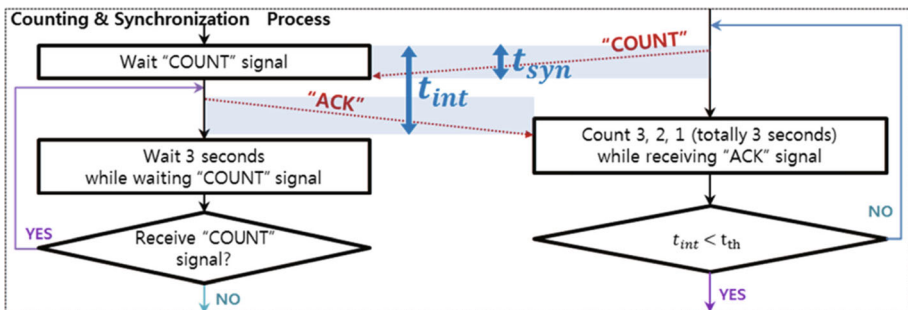 Counting & Synchronization Process
Wait “COUNT” signal
“COUNT”
t_syn
t_int
“ACK”
Count 3, 2, 1 (totally 3 seconds)
while receiving “ACK” signal
Wait 3 seconds
while waiting “COUNT” signal
NO
YES
Receive “COUNT”
signal?
t_int < t_th
NO
YES